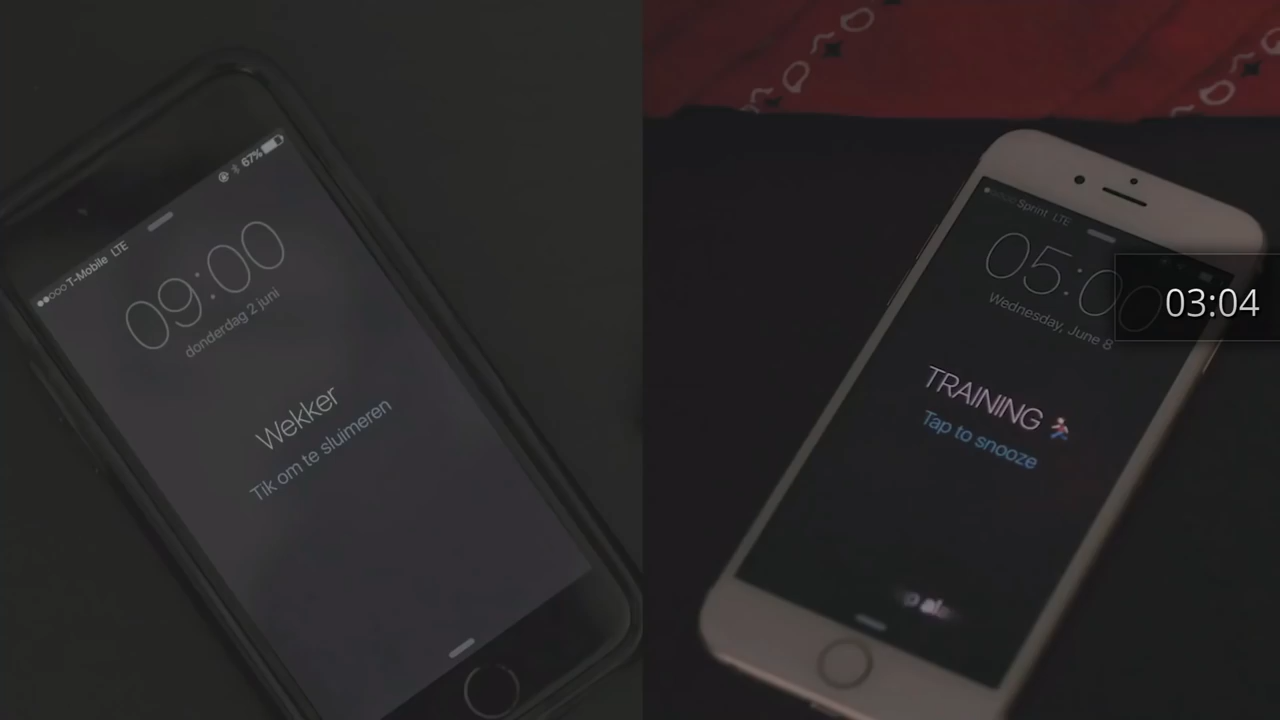 67%
T-Mobile LTE
09:00
donderdag 2 juni
Wekker
Tik om te sluimeren
Sprint LTE
05:00
Wednesday, June 8
TRAINING
Tap to snooze
03:04